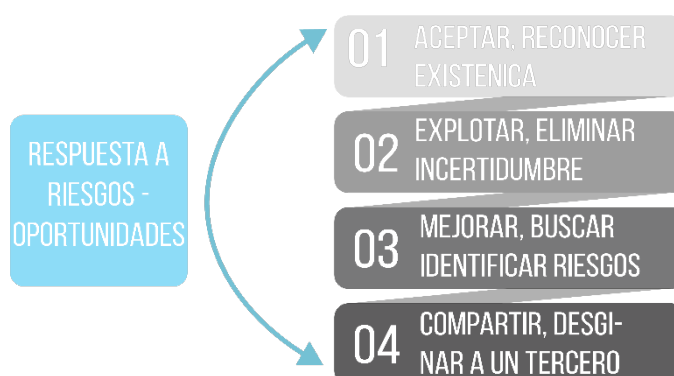 RESPUESTA A
RIESGOS -
OPORTUNIDADES
01 ACEPTAR, RECONOCER
EXISTENICA
02 EXPLOTAR, ELIMINAR
INCERTIDUMBRE
03 MEJORAR, BUSCAR
IDENTIFICAR RIESGOS
04 COMPARTIR, DESGI-
NAR A UN TERCERO